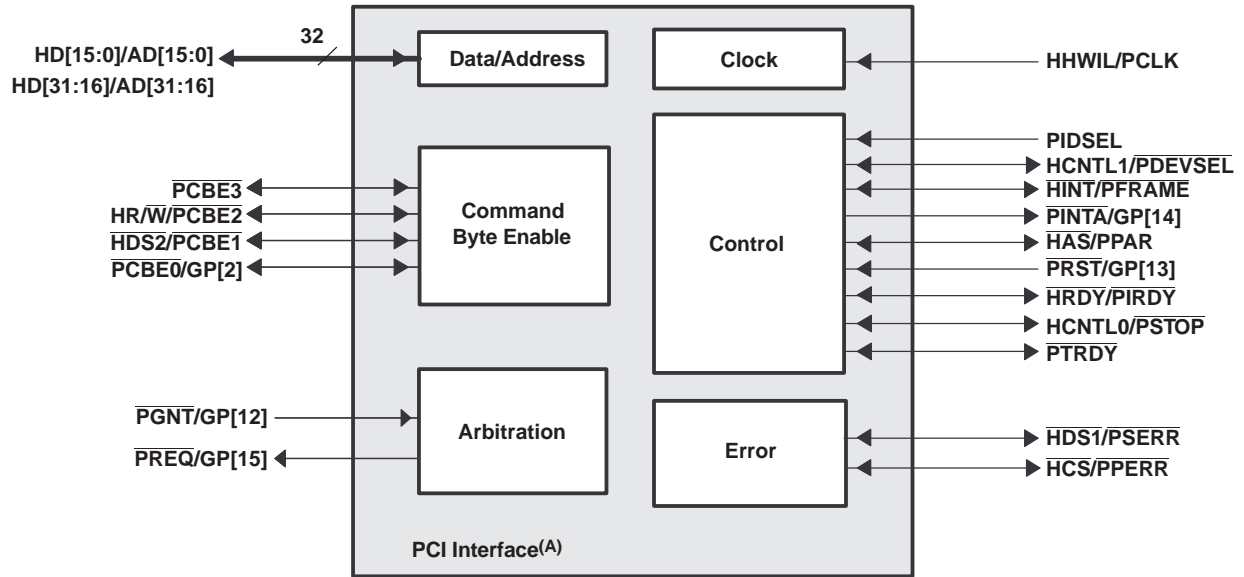 32
HD[15:0]/AD[15:0]
HD[31:16]/AD[31:16]
Data/Address
Clock
HHWIL/PCLK
PCBE3
HR/W/PCBE2
HDS2/PCBE1
PCBE0/GP[2]
Command
Byte Enable
Control
PIDSEL
HCNTL1/PDEVSEL
HINT/PFRAME
PINTA/GP[14]
HAS/PPAR
PRST/GP[13]
HRDY/PIRDY
HCNTL0/PSTOP
PTRDY
PGNT/GP[12]
PREQ/GP[15]
Arbitration
Error
HDS1/PSERR
HCS/PPERR
PCI Interface(A)